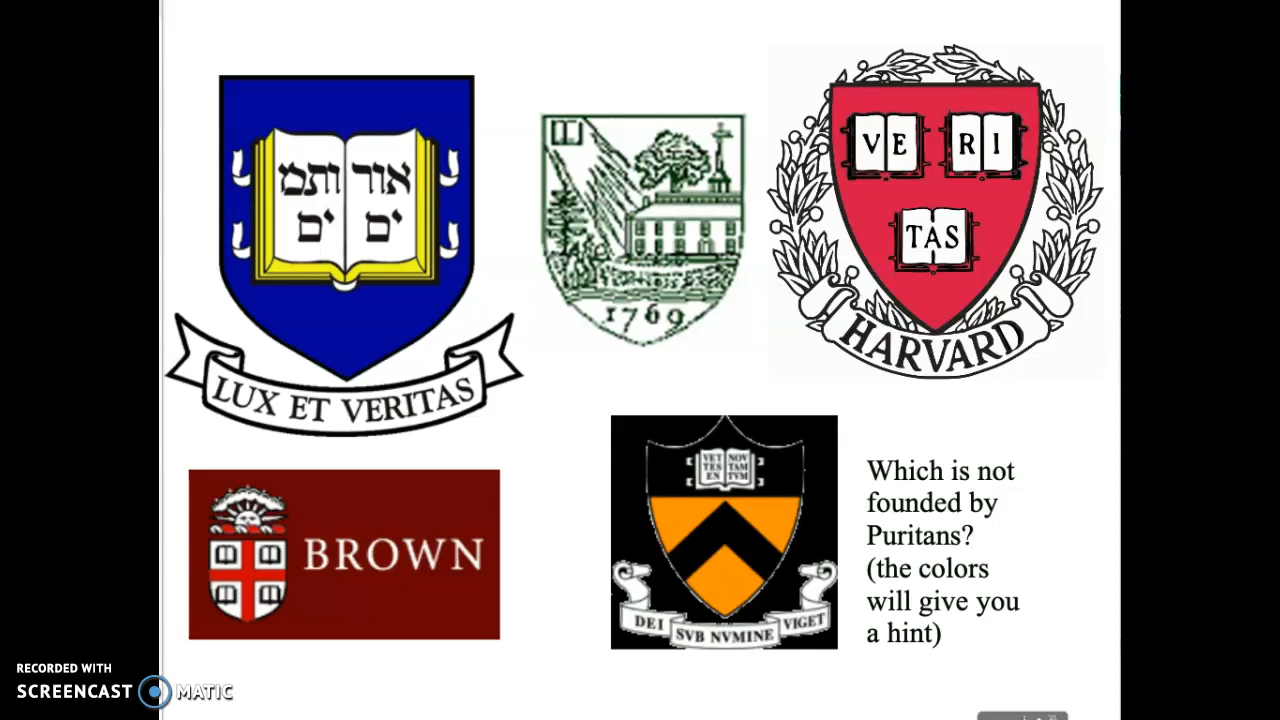 אור ותמ
ים ים
LUX ET VERITAS
1769
VE RI
TAS
HARVARD
BROWN
VET NOV
TES TAM
EN TVM
DEI SVB NVMINE VIGET
Which is not
founded by
Puritans?
(the colors
will give you
a hint)
RECORDED WITH
SCREENCAST MATIC